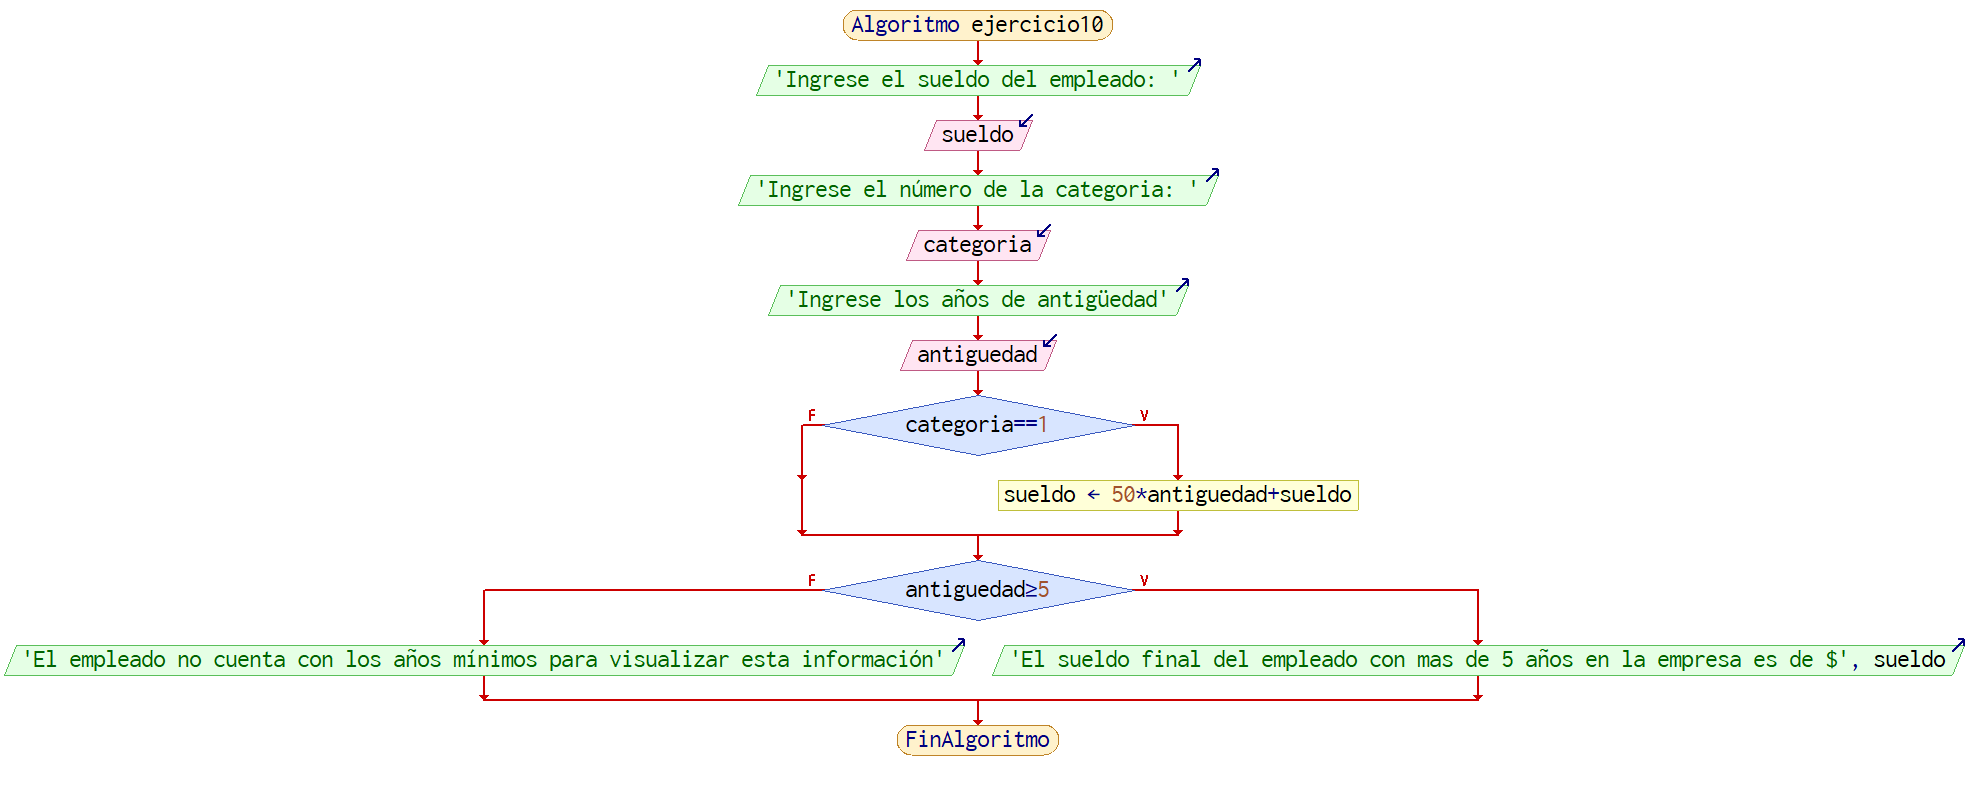 Algoritmo ejercicio10
'Ingrese el sueldo del empleado: '
sueldo
'Ingrese el número de la categoria: '
categoria
'Ingrese los años de antigüedad'
antiguedad
F
categoria==1
V
sueldo ← 50*antiguedad+sueldo
F
antiguedad≥5
V
'El empleado no cuenta con los años mínimos para visualizar esta información'
'El sueldo final del empleado con mas de 5 años en la empresa es de $', sueldo
FinAlgoritmo